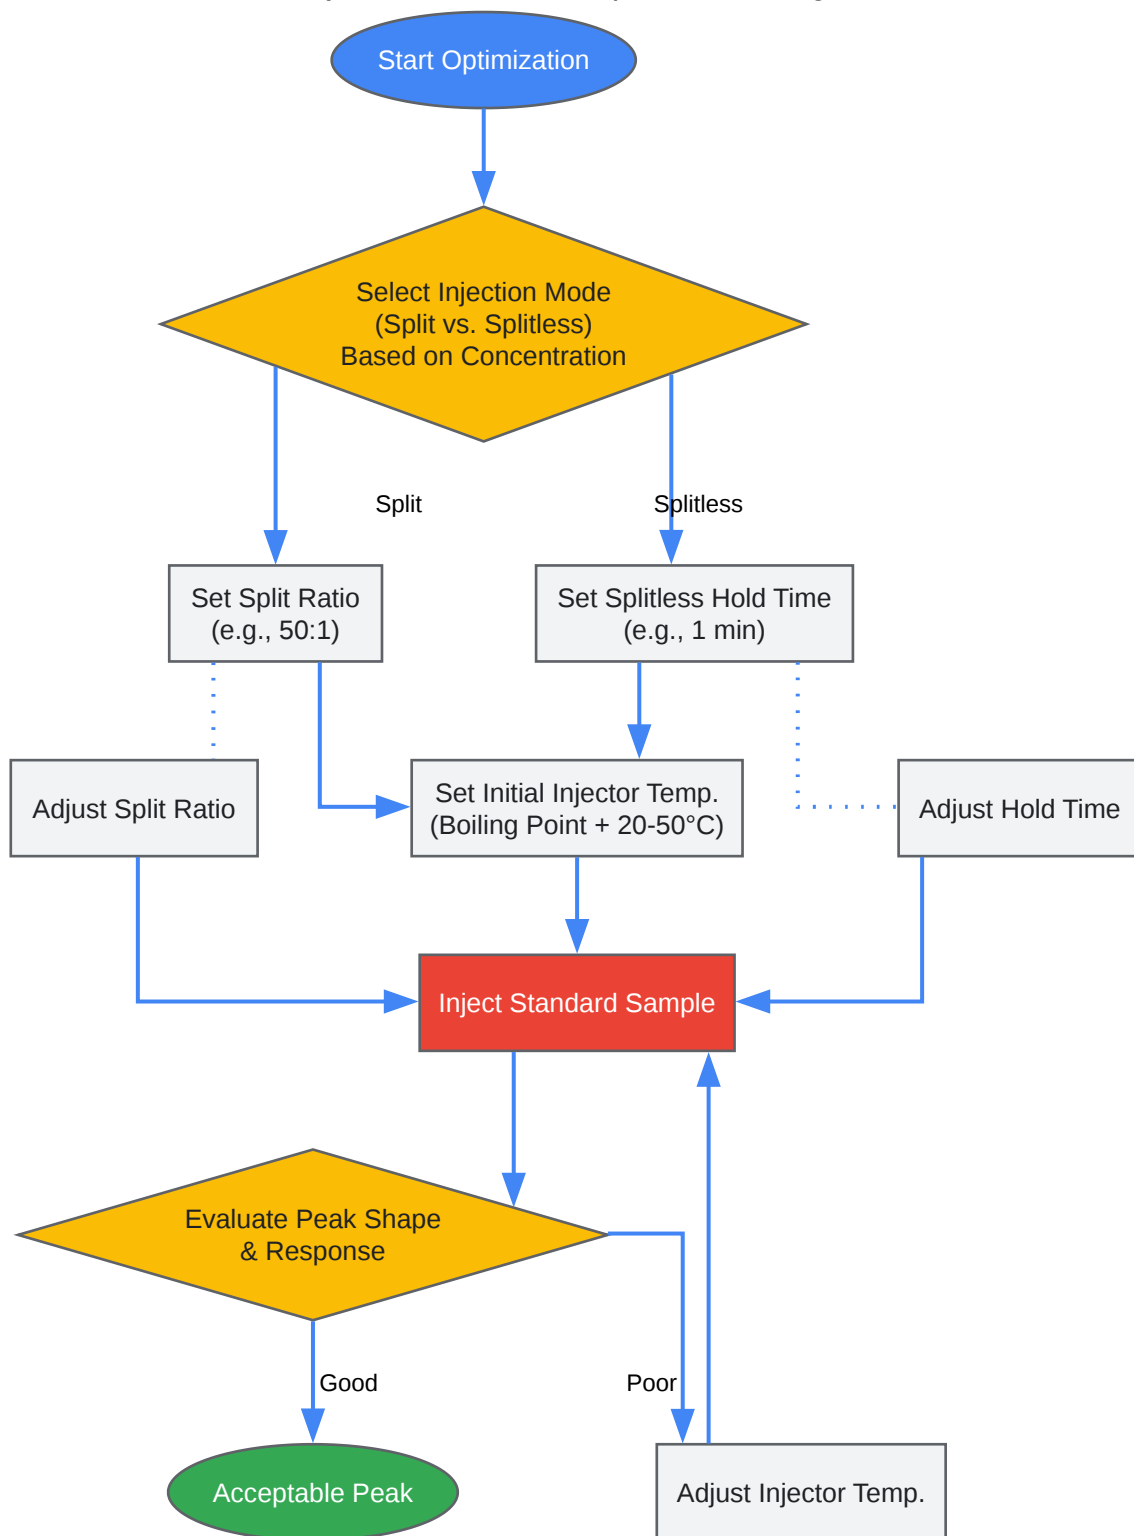 Start Optimization
Select Injection Mode
(Split vs. Splitless)
Based on Concentration
Split
Splitless
Set Split Ratio
(e.g., 50:1)
Set Splitless Hold Time
(e.g., 1 min)
Adjust Split Ratio
Set Initial Injector Temp.
(Boiling Point + 20-50°C)
Adjust Hold Time
Inject Standard Sample
Evaluate Peak Shape
& Response
Good
Poor
Acceptable Peak
Adjust Injector Temp.